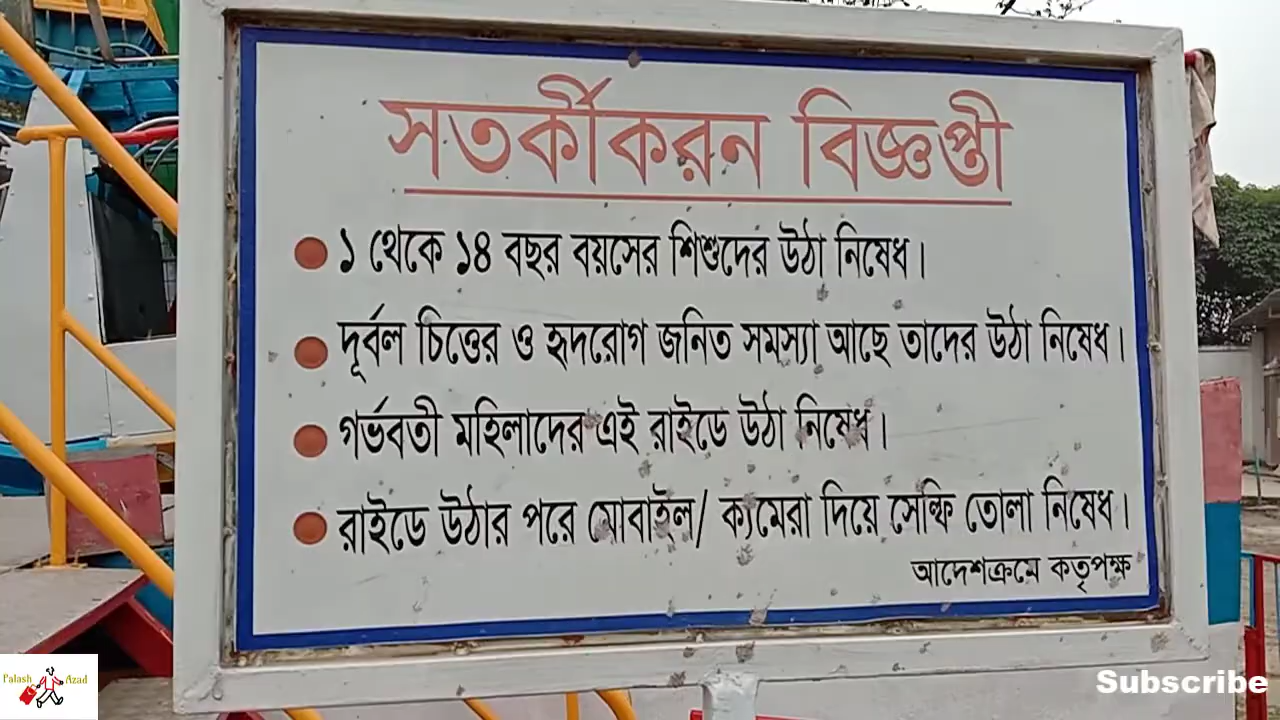 সতর্কীকরন বিজ্ঞপ্তী
১ থেকে ১৪ বছর বয়সের শিশুদের উঠা নিষেধ।
দূর্বল চিত্তের ও হৃদরোগ জনিত সমস্যা আছে তাদের উঠা নিষেধ।
গর্ভবতী মহিলাদের এই রাইডে উঠা নিষেধ।
রাইডে উঠার পরে মোবাইল/ ক্যমেরা দিয়ে সেল্ফি তোলা নিষেধ।
আদেশক্রমে কতৃপক্ষ
Palash Azad
Subscribe